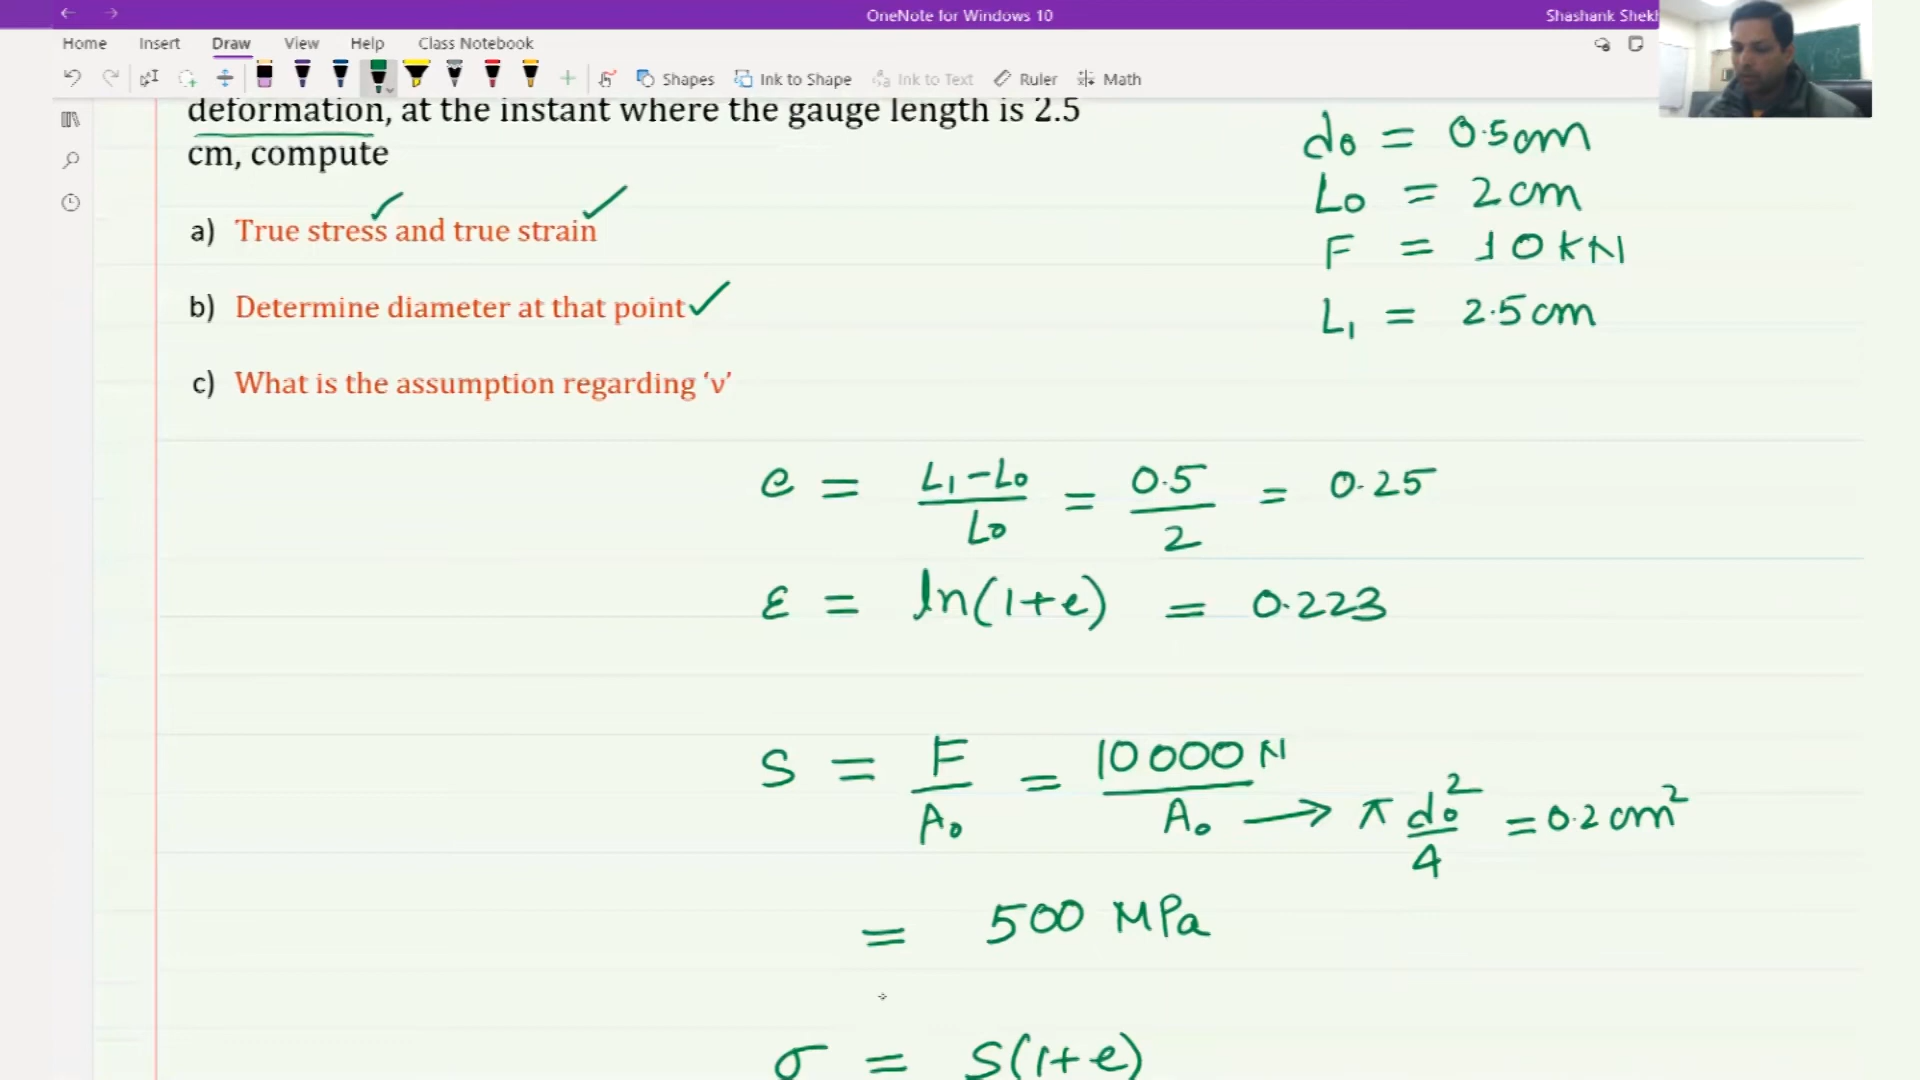 OneNote for Windows 10
Shashank Shekh
Home Insert Draw View Help Class Notebook
Shapes Ink to Shape Ink to Text Ruler Math
deformation, at the instant where the gauge length is 2.5
cm, compute
a) True stress and true strain
b) Determine diameter at that point
c) What is the assumption regarding ‘ν’
d0 = 0.5cm
L0 = 2cm
F = 10KN
L1 = 2.5cm
e = L1-L0/L0 = 0.5/2 = 0.25
ε = ln(1+e) = 0.223
S = F/A0 = 10000N/A0 → π d0²/4 = 0.2cm²
= 500 MPa
σ = S(1+e)